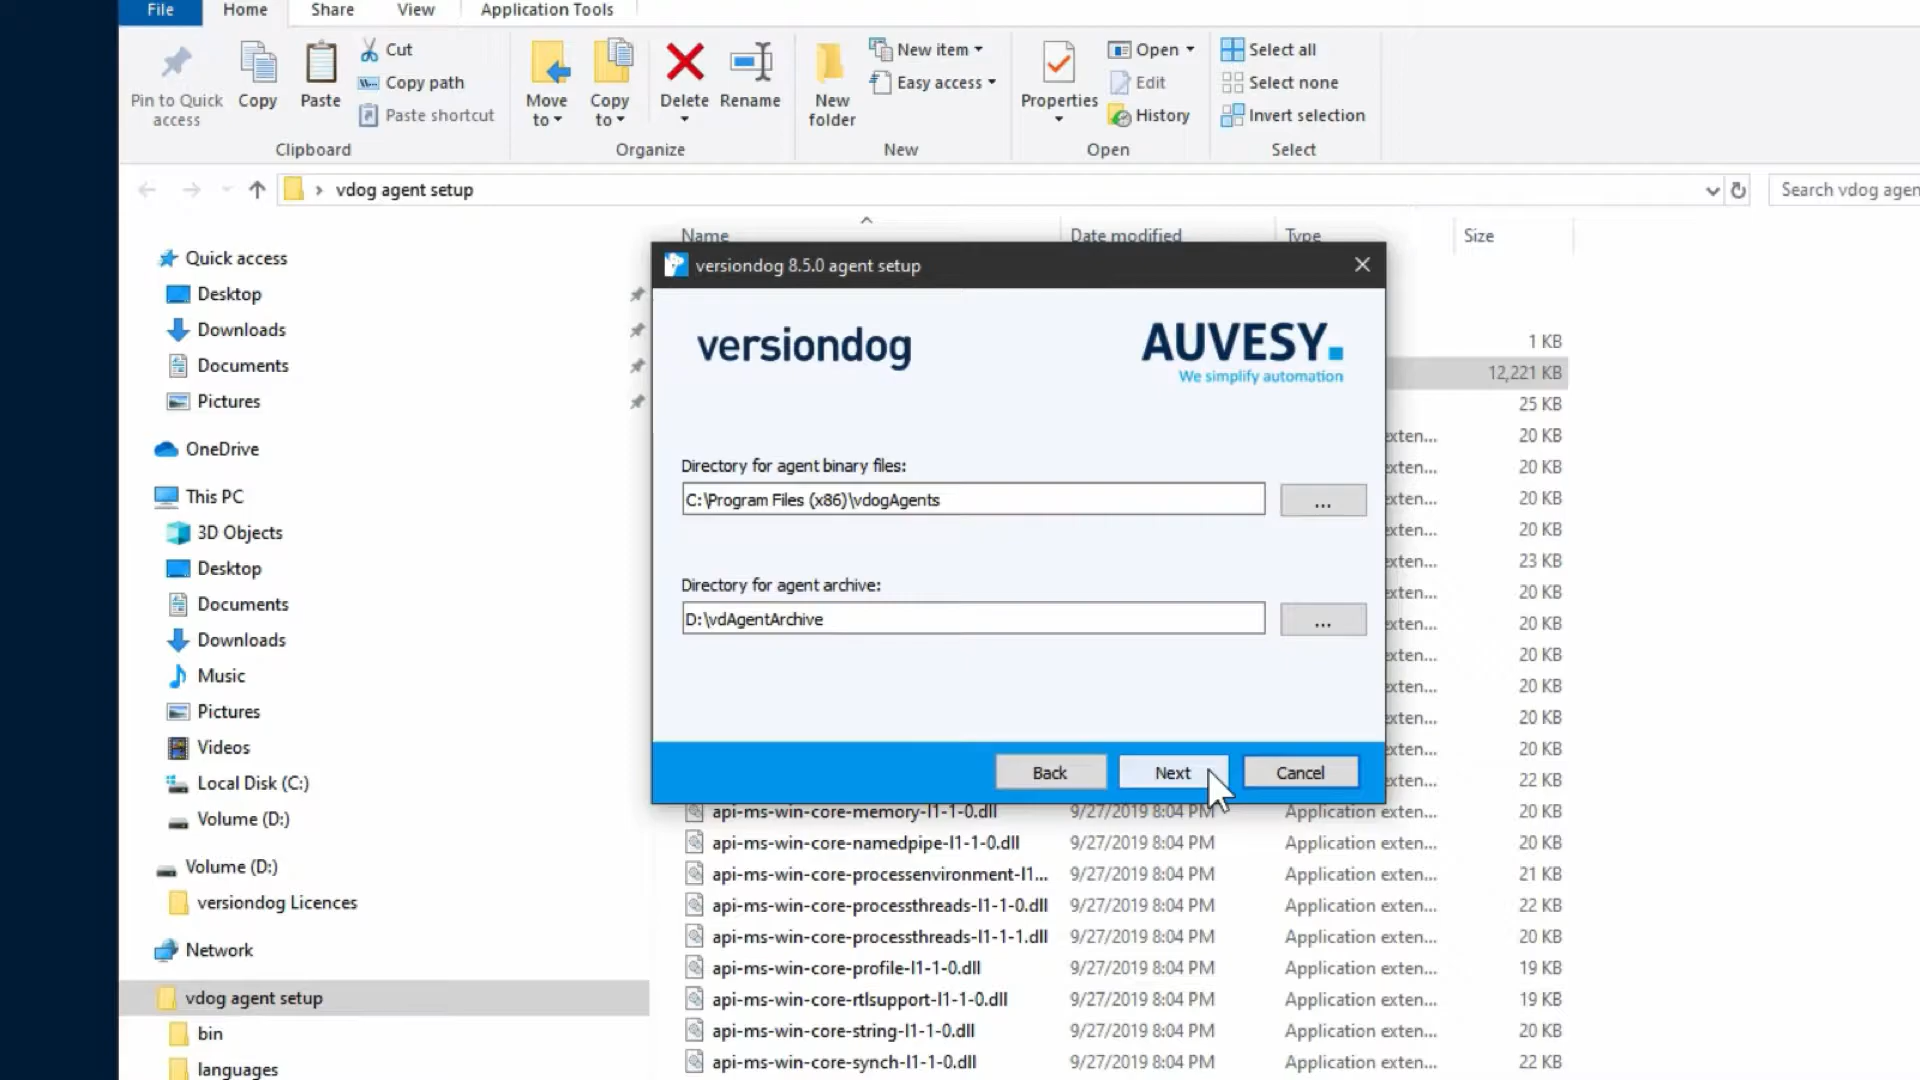 File Home Share View Application Tools
Pin to Quick access
Copy
Paste
Cut
Copy path
Paste shortcut
Clipboard
Move to
Copy to
Delete
Rename
Organize
New folder
New item
Easy access
New
Properties
Open
Edit
History
Open
Select all
Select none
Invert selection
Select
vdog agent setup
Search vdog agen
Quick access
Desktop
Downloads
Documents
Pictures
OneDrive
This PC
3D Objects
Desktop
Documents
Downloads
Music
Pictures
Videos
Local Disk (C:)
Volume (D:)
Volume (D:)
versiondog Licences
Network
vdog agent setup
bin
languages
Name Date modified Type Size
1 KB
12,221 KB
25 KB
exten... 20 KB
exten... 20 KB
exten... 20 KB
exten... 20 KB
exten... 23 KB
exten... 20 KB
exten... 20 KB
exten... 20 KB
exten... 20 KB
exten... 20 KB
exten... 20 KB
exten... 22 KB
versiondog 8.5.0 agent setup
versiondog
AUVESY.
We simplify automation
Directory for agent binary files:
C:\Program Files (x86)\vdogAgents
...
Directory for agent archive:
D:\vdAgentArchive
...
Back Next Cancel
api-ms-win-core-memory-l1-1-0.dll 9/27/2019 8:04 PM Application exten... 20 KB
api-ms-win-core-namedpipe-l1-1-0.dll 9/27/2019 8:04 PM Application exten... 20 KB
api-ms-win-core-processenvironment-l1... 9/27/2019 8:04 PM Application exten... 21 KB
api-ms-win-core-processthreads-l1-1-0.dll 9/27/2019 8:04 PM Application exten... 22 KB
api-ms-win-core-processthreads-l1-1-1.dll 9/27/2019 8:04 PM Application exten... 20 KB
api-ms-win-core-profile-l1-1-0.dll 9/27/2019 8:04 PM Application exten... 19 KB
api-ms-win-core-rtlsupport-l1-1-0.dll 9/27/2019 8:04 PM Application exten... 19 KB
api-ms-win-core-string-l1-1-0.dll 9/27/2019 8:04 PM Application exten... 20 KB
api-ms-win-core-synch-l1-1-0.dll 9/27/2019 8:04 PM Application exten... 22 KB